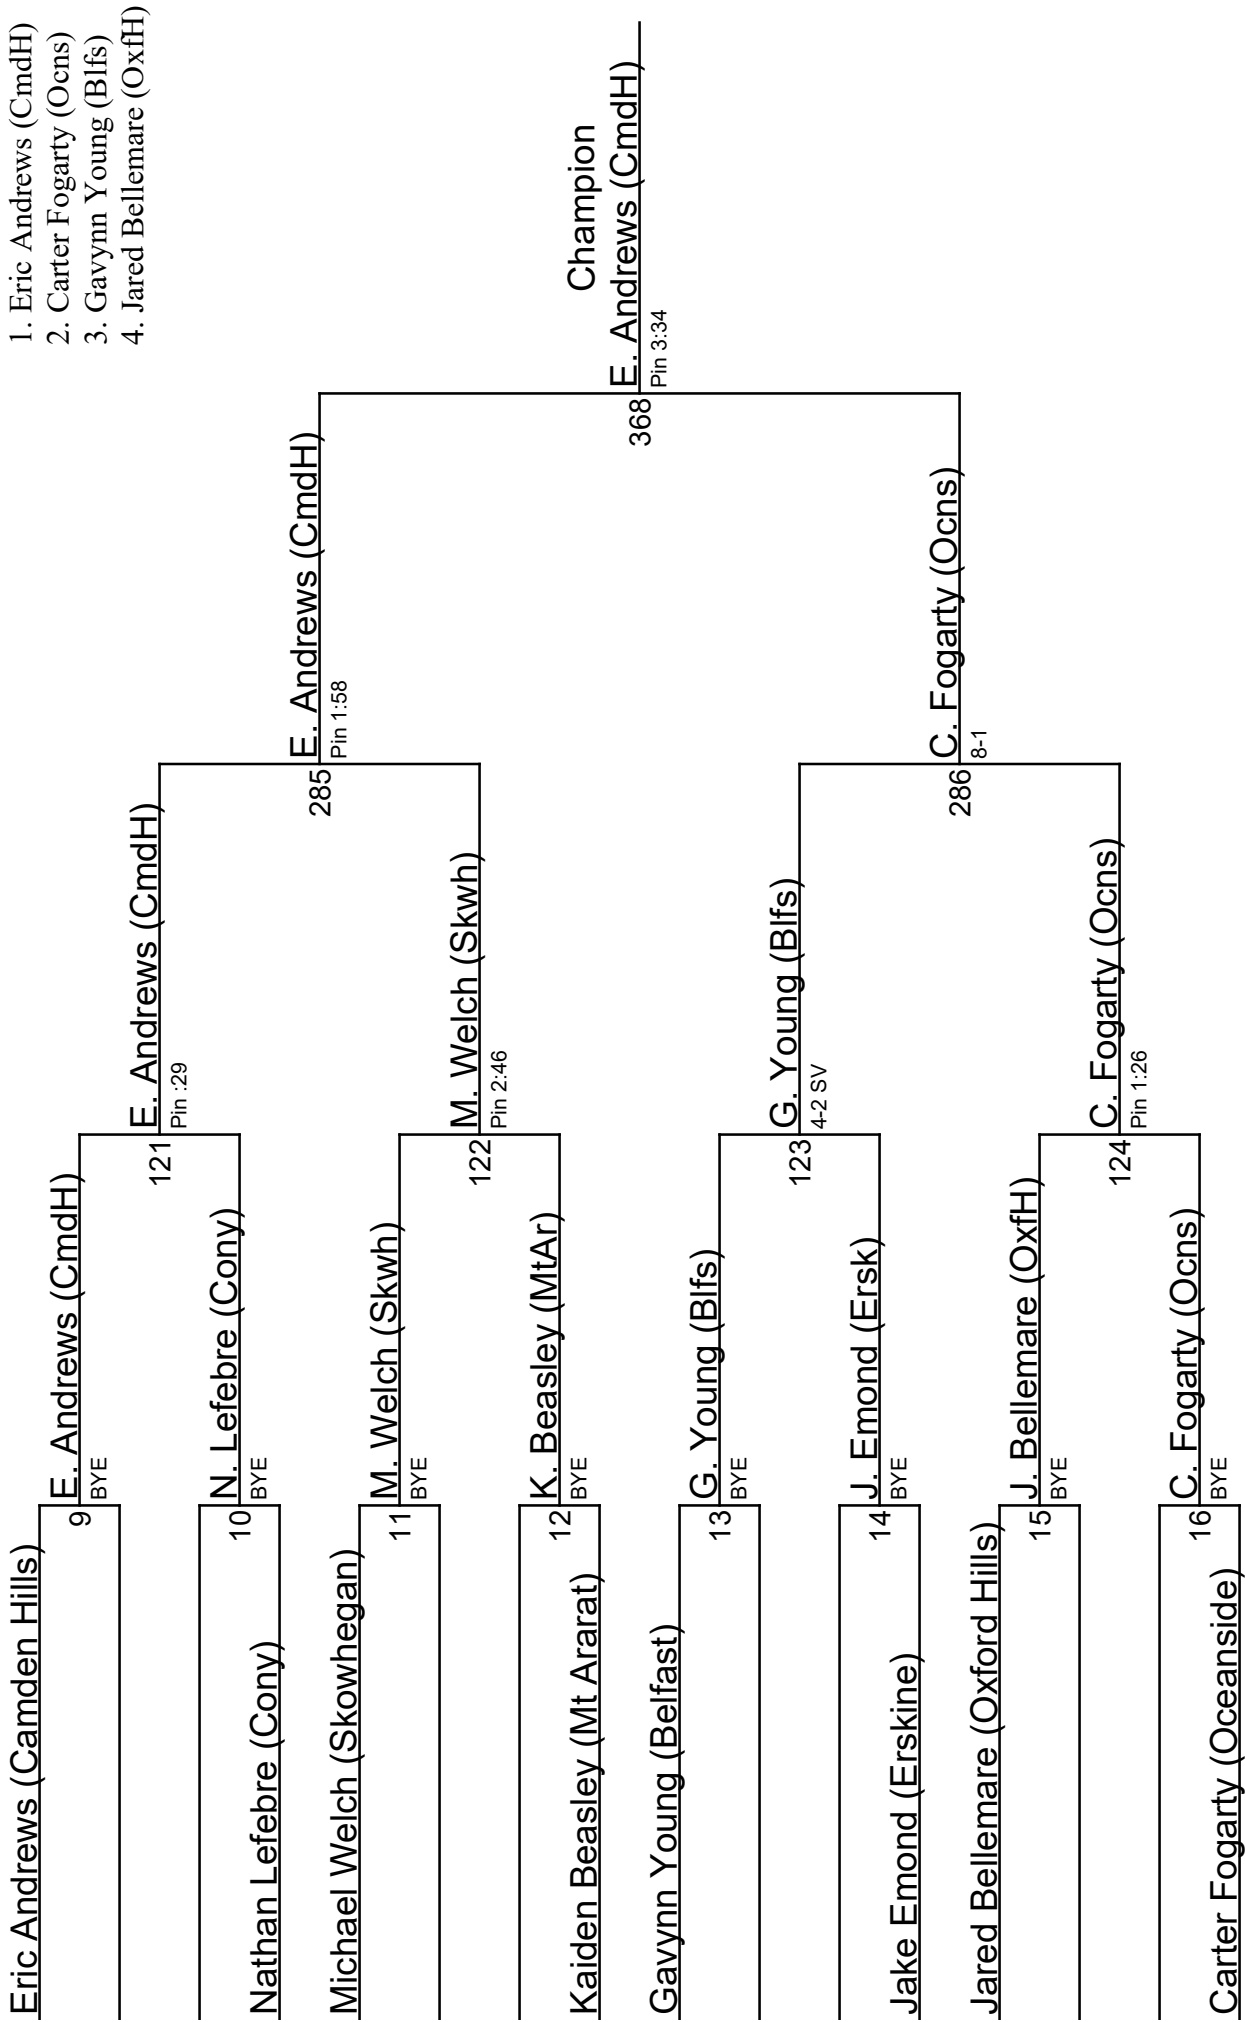 1. Eric Andrews (CmdH)
2. Carter Fogarty (Ocns)
3. Gavynn Young (Blfs)
4. Jared Bellemare (OxfH)
Eric Andrews (Camden Hills)
9
Nathan Lefebre (Cony)
10
Michael Welch (Skowhegan)
11
Kaiden Beasley (Mt Ararat)
12
Gavynn Young (Belfast)
13
Jake Emond (Erskine)
14
Jared Bellemare (Oxford Hills)
15
Carter Fogarty (Oceanside)
16
E. Andrews (CmdH)
BYE
121
N. Lefebre (Cony)
BYE
M. Welch (Skwh)
BYE
122
K. Beasley (MtAr)
BYE
G. Young (Blfs)
BYE
123
J. Emond (Ersk)
BYE
J. Bellemare (OxfH)
BYE
124
C. Fogarty (Ocns)
BYE
E. Andrews (CmdH)
Pin :29
285
M. Welch (Skwh)
Pin 2:46
G. Young (Blfs)
4-2 SV
286
C. Fogarty (Ocns)
Pin 1:26
E. Andrews (CmdH)
Pin 1:58
368
C. Fogarty (Ocns)
8-1
Champion
E. Andrews (CmdH)
Pin 3:34